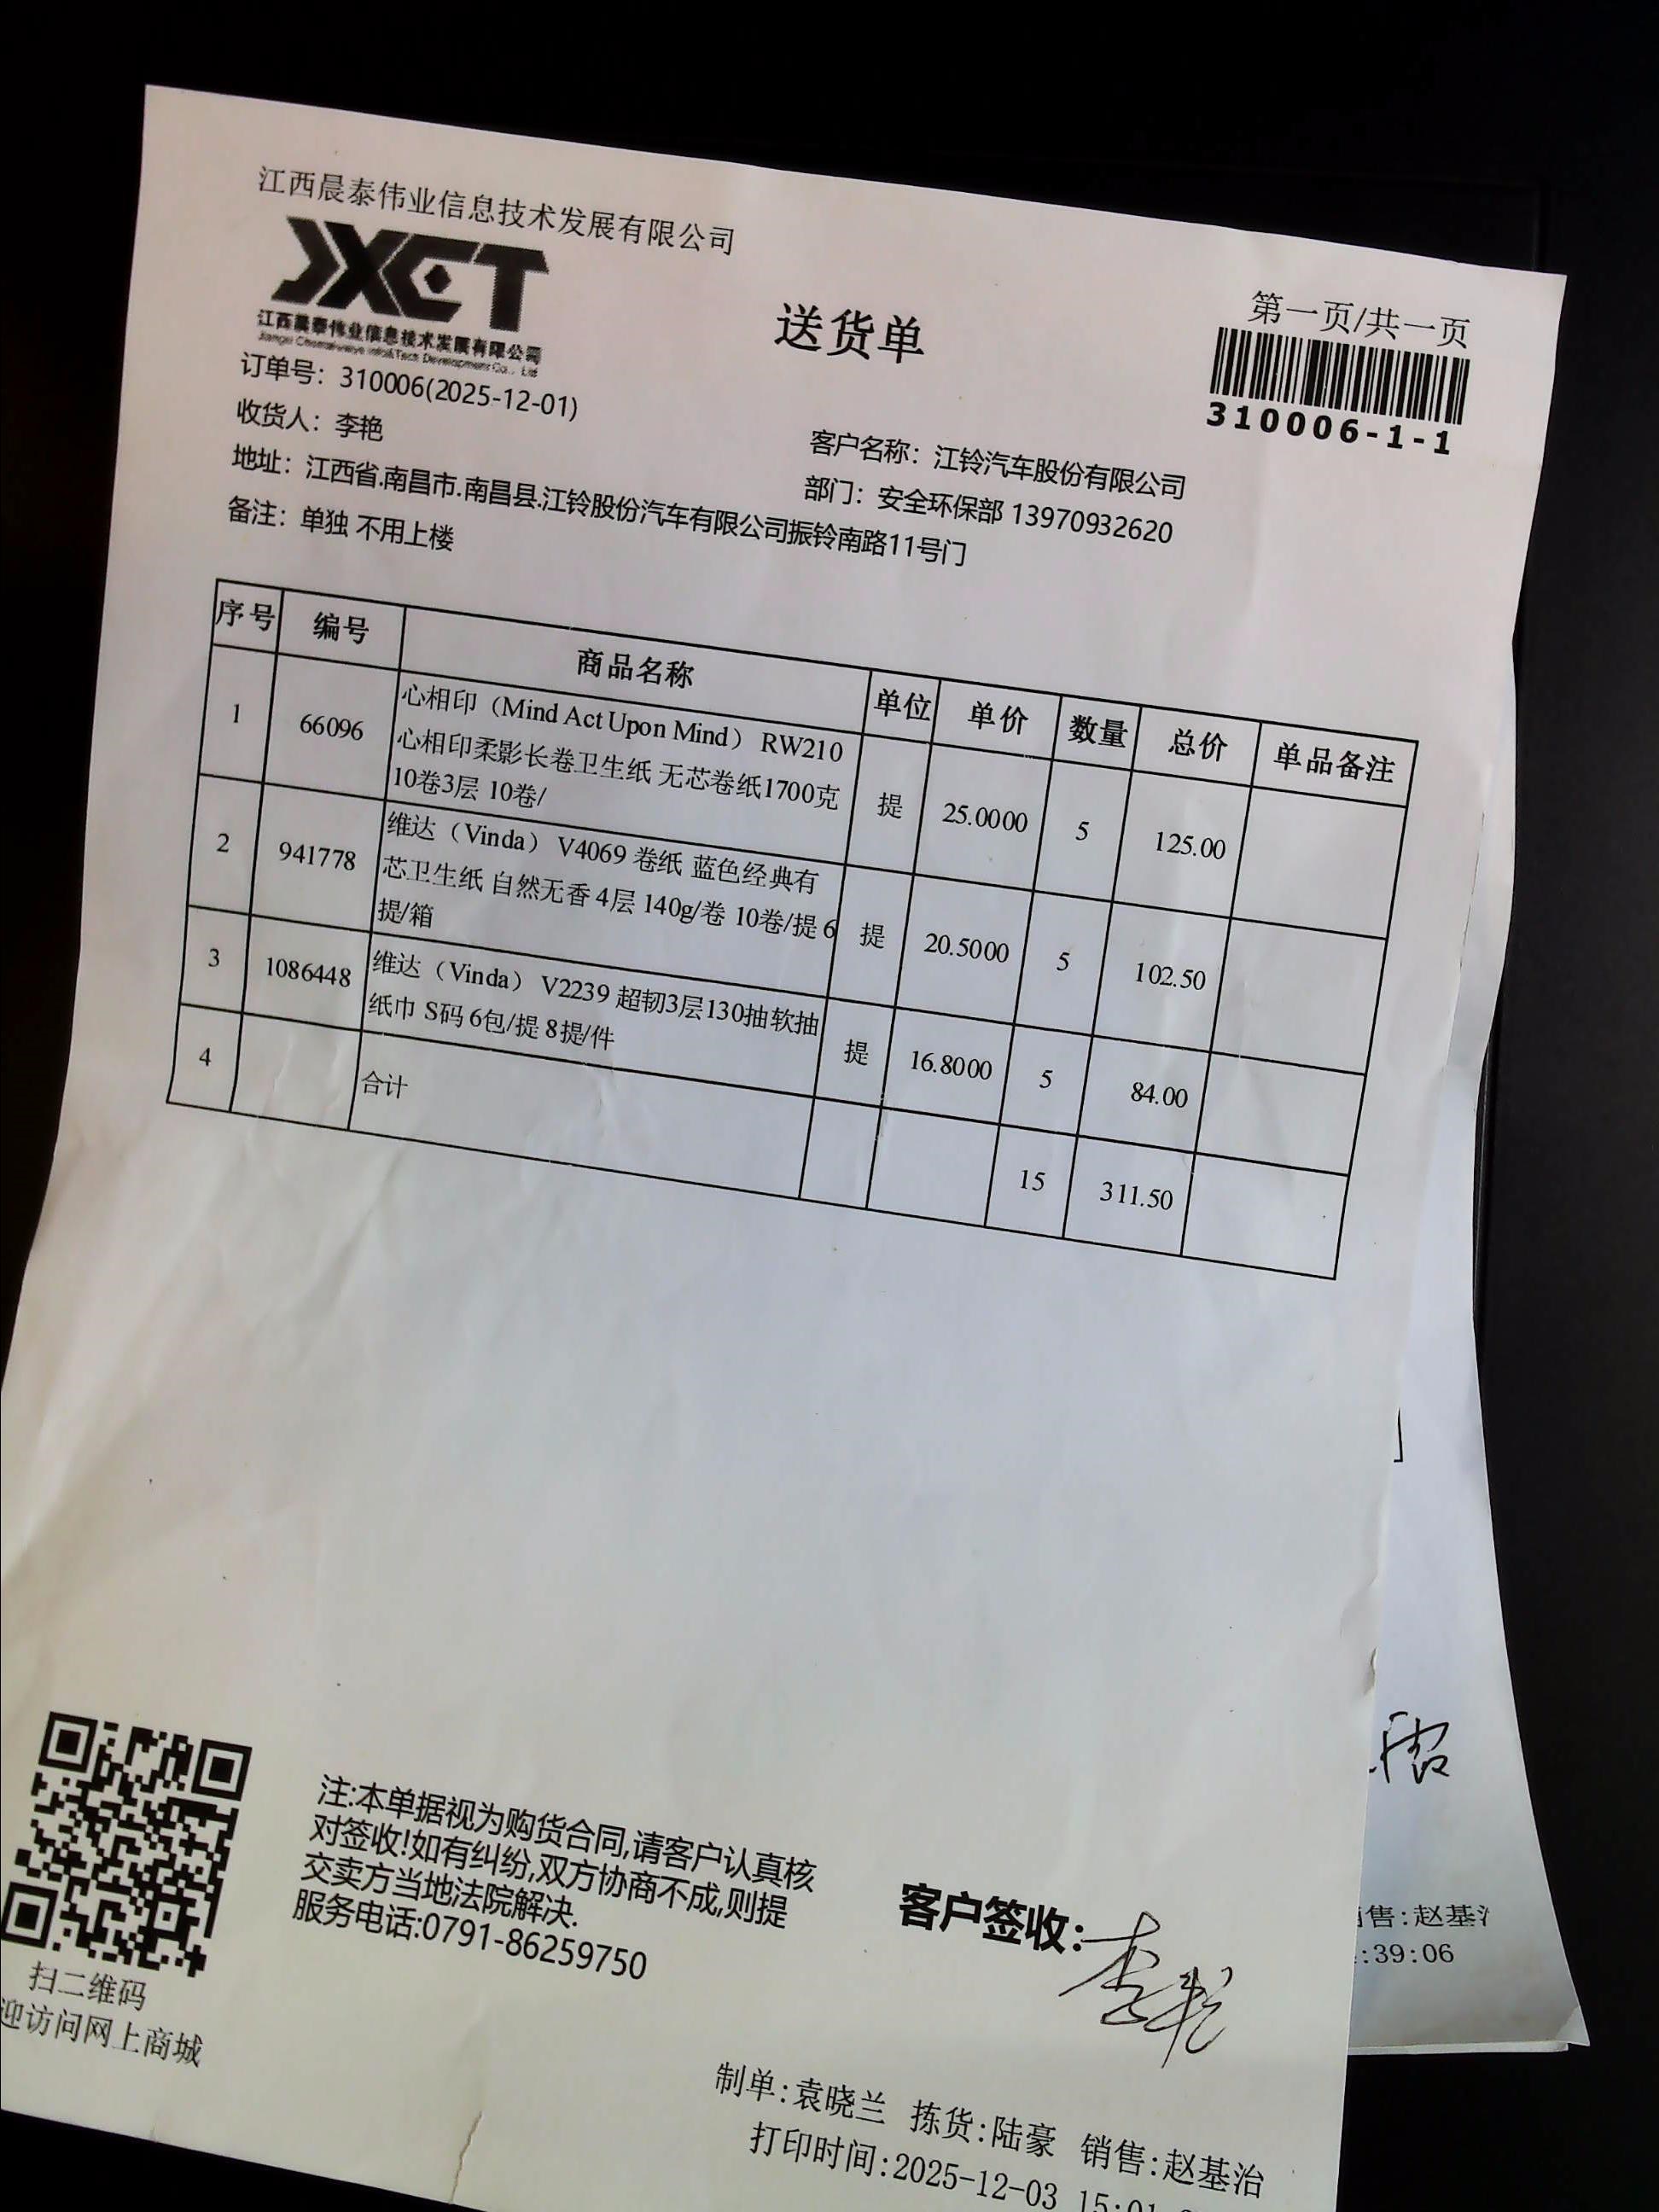 江西晨泰伟业信息技术发展有限公司
JXCT
江西晨泰伟业信息技术发展有限公司
送货单
第一页/共一页
310006-1-1
订单号：310006(2025-12-01)
收货人：李艳
客户名称：江铃汽车股份有限公司
地址：江西省.南昌市.南昌县.江铃股份汽车有限公司振铃南路11号门
部门：安全环保部 13970932620
备注：单独 不用上楼
序号 编号 商品名称 单位 单价 数量 总价 单品备注
1 66096 心相印（Mind Act Upon Mind） RW210
心相印柔影长卷卫生纸 无芯卷纸1700克
10卷3层 10卷/
提 25.0000 5 125.00
2 941778 维达（Vinda） V4069 卷纸 蓝色经典有
芯卫生纸 自然无香 4层 140g/卷 10卷/提 6
提/箱
提 20.5000 5 102.50
3 1086448 维达（Vinda） V2239 超韧3层130抽软抽
纸巾 S码 6包/提 8提/件
提 16.8000 5 84.00
4 合计 15 311.50
注:本单据视为购货合同,请客户认真核
对签收!如有纠纷,双方协商不成,则提
交卖方当地法院解决.
服务电话:0791-86259750
扫二维码
迎访问网上商城
客户签收：李艳
制单:袁晓兰 拣货:陆豪 销售:赵基治
打印时间:2025-12-03 15:01
售:赵基
:39:06